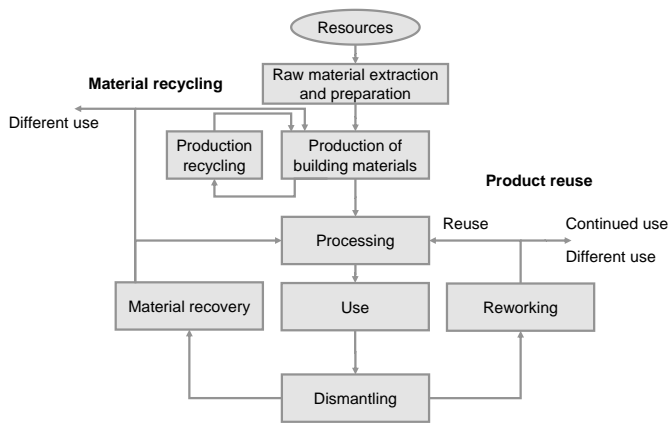 Resources
Raw material extraction
and preparation
Material recycling
Different use
Production
recycling
Production of
building materials
Product reuse
Processing
Reuse
Continued use
Different use
Material recovery
Use
Reworking
Dismantling